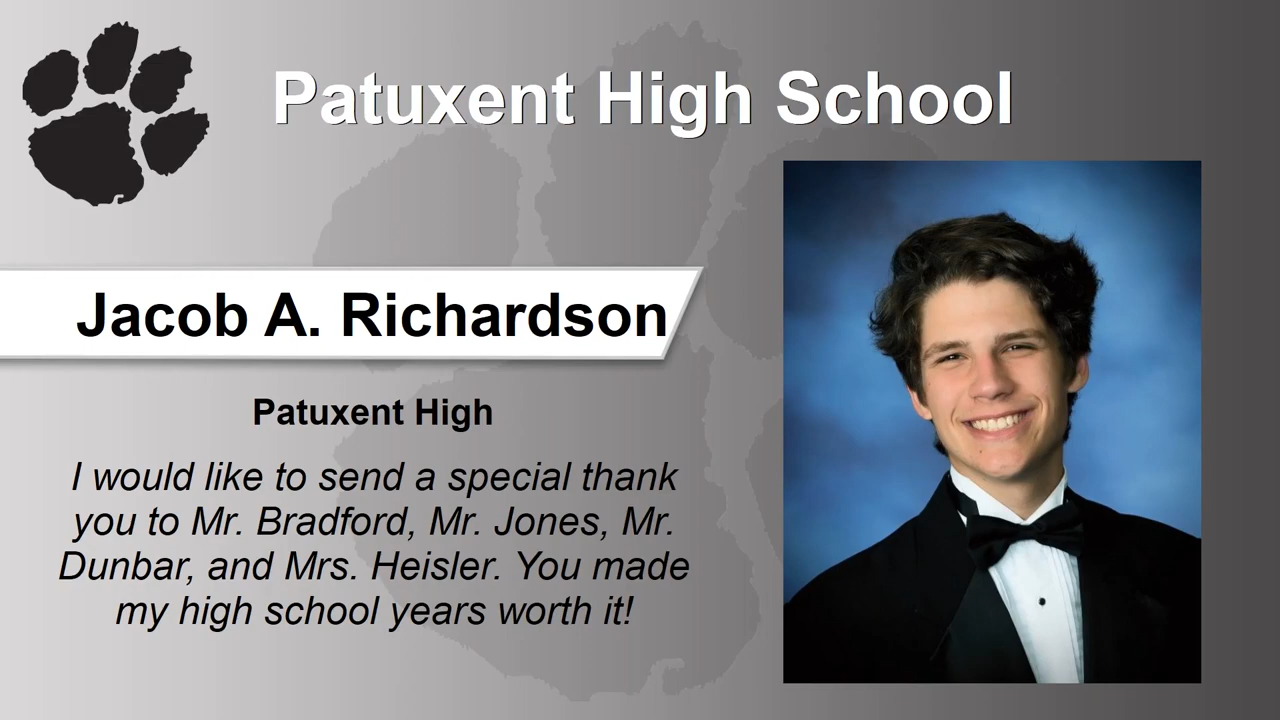 Patuxent High School
Jacob A. Richardson
Patuxent High
I would like to send a special thank
you to Mr. Bradford, Mr. Jones, Mr.
Dunbar, and Mrs. Heisler. You made
my high school years worth it!